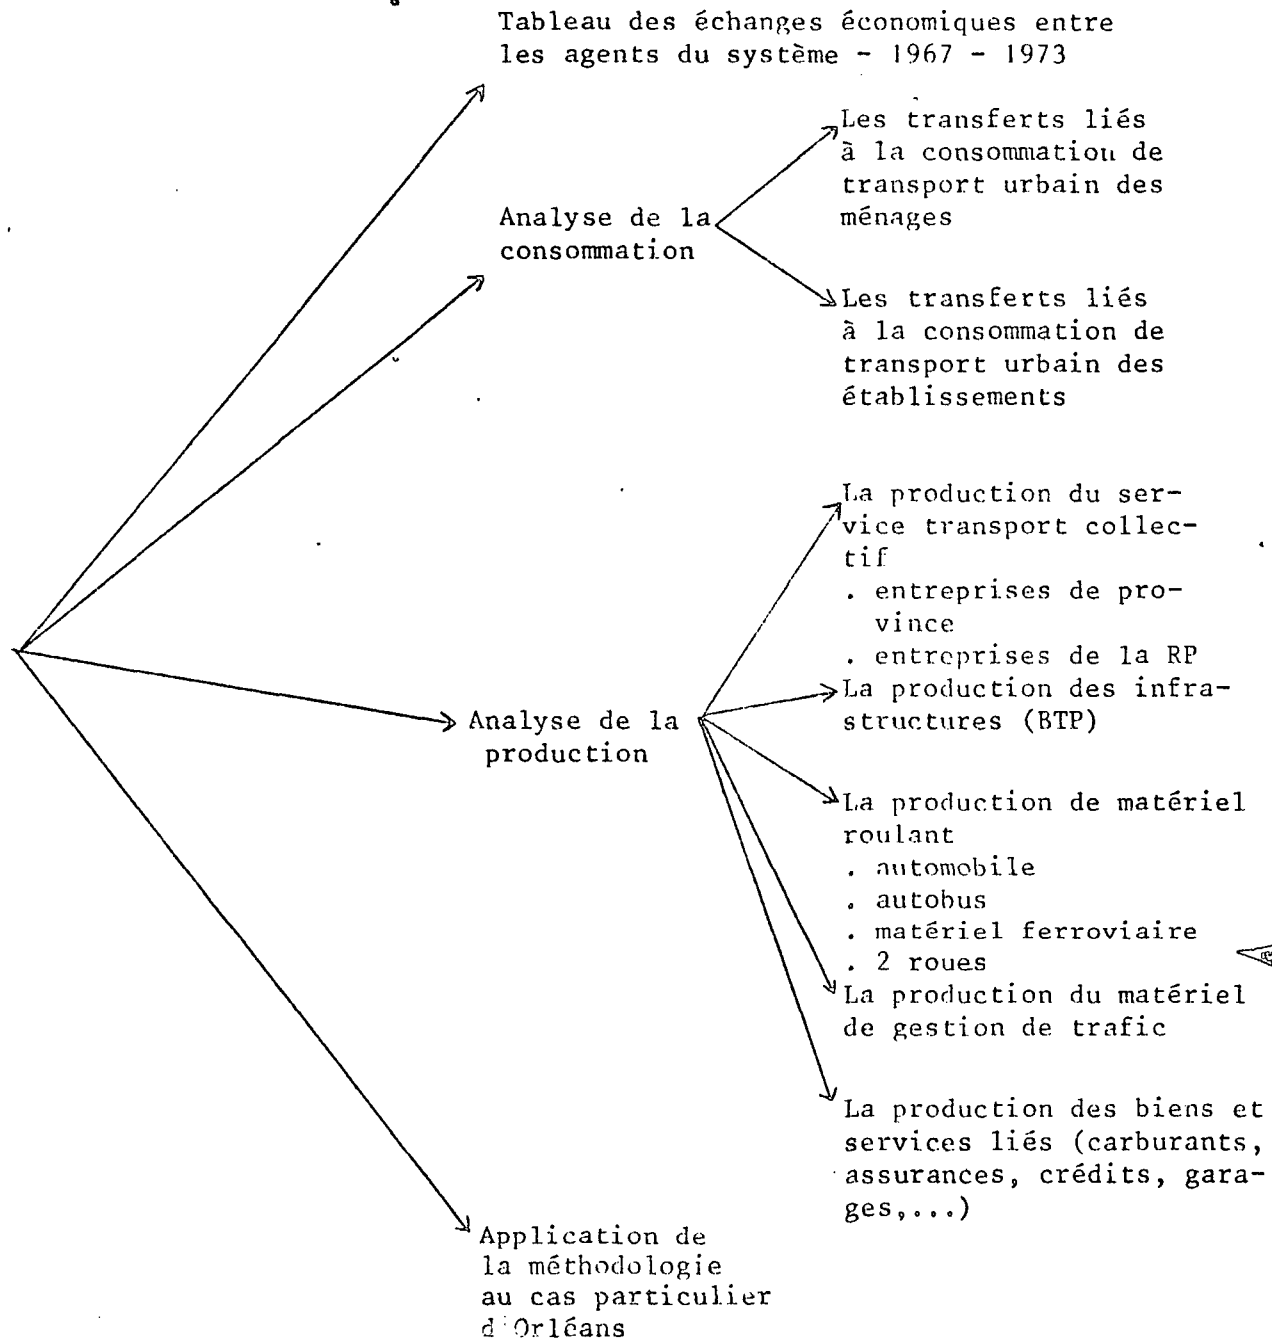 Tableau des échanges économiques entre
les agents du système - 1967 - 1973
Analyse de la
consommation
Les transferts liés
à la consommation de
transport urbain des
ménages
Les transferts liés
à la consommation de
transport urbain des
établissements
Analyse de la
production
La production du ser-
vice transport collec-
tif
. entreprises de pro-
vince
. entreprises de la RP
La production des infra-
structures (BTP)
La production de matériel
roulant
. automobile
. autobus
. matériel ferroviaire
. 2 roues
La production du matériel
de gestion de trafic
La production des biens et
services liés (carburants,
assurances, crédits, gara-
ges,...)
Application de
la méthodologie
au cas particulier
d'Orléans